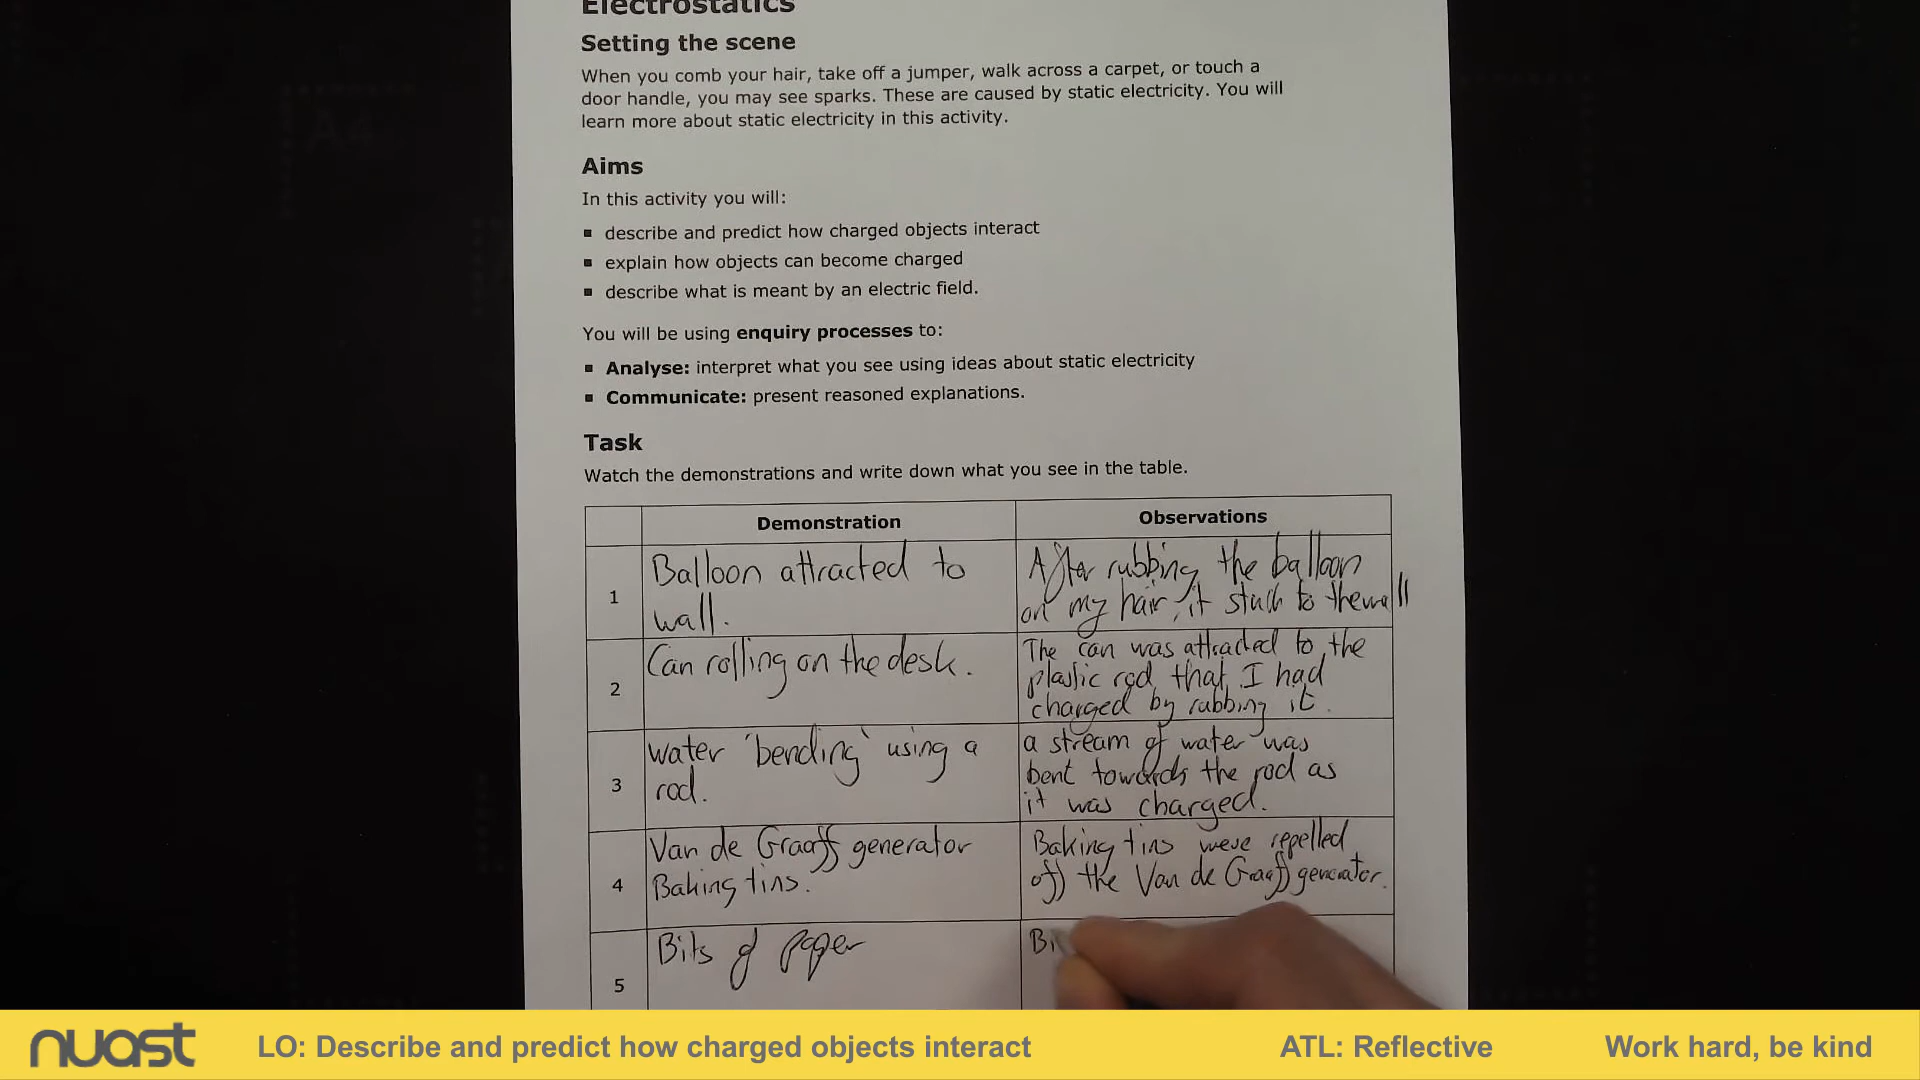 Electrostatics
Setting the scene
When you comb your hair, take off a jumper, walk across a carpet, or touch a
door handle, you may see sparks. These are caused by static electricity. You will
learn more about static electricity in this activity.
Aims
In this activity you will:
describe and predict how charged objects interact
explain how objects can become charged
describe what is meant by an electric field.
You will be using enquiry processes to:
Analyse: interpret what you see using ideas about static electricity
Communicate: present reasoned explanations.
Task
Watch the demonstrations and write down what you see in the table.
Demonstration
Observations
1
Balloon attracted to
wall.
After rubbing the balloon
on my hair, it stuck to the wall
2
Can rolling on the desk.
The can was attracted to the
plastic rod that I had
charged by rubbing it.
3
Water 'bending' using a
rod.
a stream of water was
bent towards the rod as
it was charged.
4
Van de Graaff generator
Baking tins.
Baking tins were repelled
off the Van de Graaff generator.
5
Bits of paper
Bi
nuast
LO: Describe and predict how charged objects interact
ATL: Reflective
Work hard, be kind